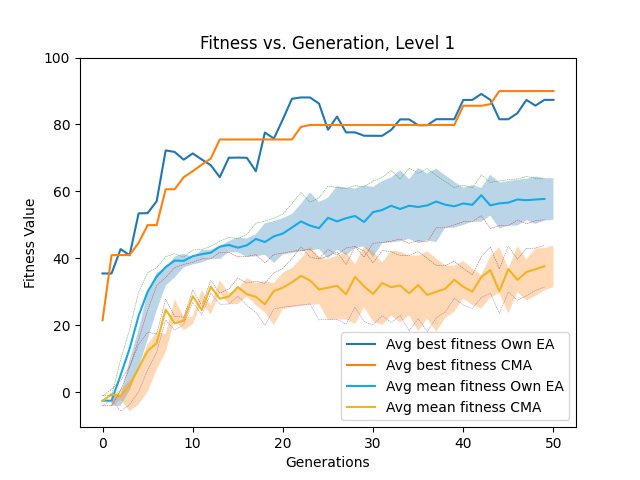 Fitness vs. Generation, Level 1
100
80
60
40
20
0
Fitness Value
0 10 20 30 40 50
Generations
Avg best fitness Own EA
Avg best fitness CMA
Avg mean fitness Own EA
Avg mean fitness CMA